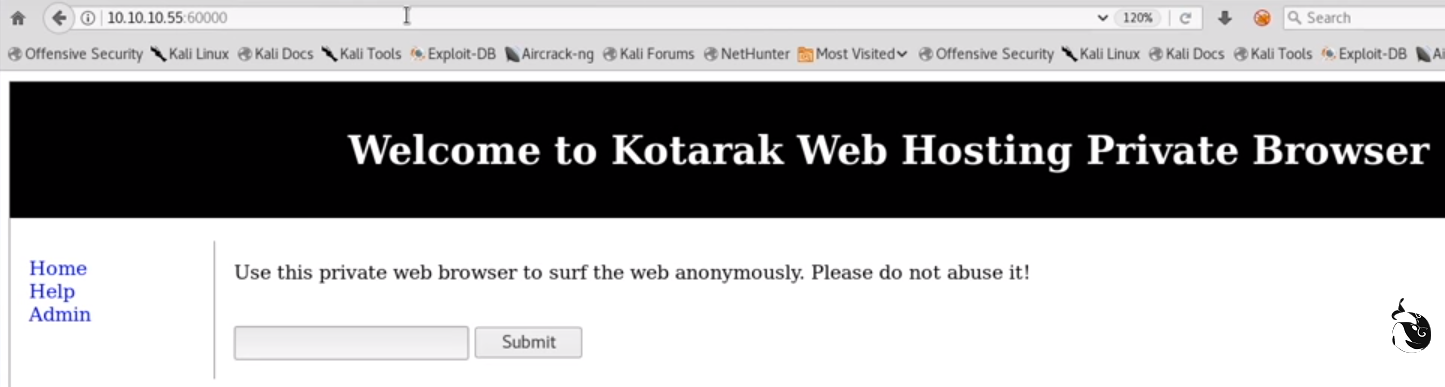 10.10.10.55:60000 120% Search
Offensive Security Kali Linux Kali Docs Kali Tools Exploit-DB Aircrack-ng Kali Forums NetHunter Most Visited Offensive Security Kali Linux Kali Docs Kali Tools Exploit-DB Ai
Welcome to Kotarak Web Hosting Private Browser
Home
Help
Admin
Use this private web browser to surf the web anonymously. Please do not abuse it!
Submit